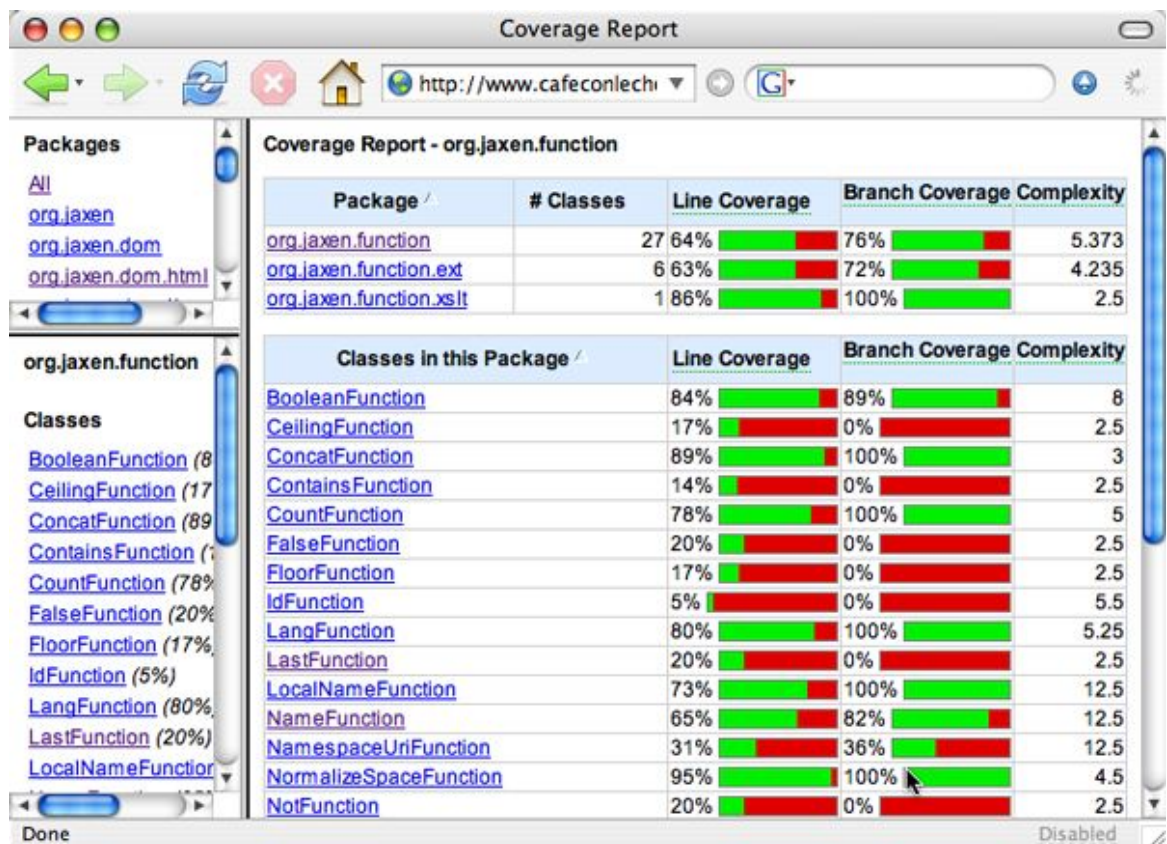 Coverage Report
http://www.cafeconlech
G
Packages
All
org.jaxen
org.jaxen.dom
org.jaxen.dom.html
org.jaxen.function
Classes
BooleanFunction (8
CeilingFunction (17
ConcatFunction (89
ContainsFunction (1
CountFunction (78%
FalseFunction (20%
FloorFunction (17%
IdFunction (5%)
LangFunction (80%
LastFunction (20%)
LocalNameFunction
Coverage Report - org.jaxen.function
Package # Classes Line Coverage Branch Coverage Complexity
org.jaxen.function 27 64% 76% 5.373
org.jaxen.function.ext 6 63% 72% 4.235
org.jaxen.function.xslt 1 86% 100% 2.5
Classes in this Package Line Coverage Branch Coverage Complexity
BooleanFunction 84% 89% 8
CeilingFunction 17% 0% 2.5
ConcatFunction 89% 100% 3
ContainsFunction 14% 0% 2.5
CountFunction 78% 100% 5
FalseFunction 20% 0% 2.5
FloorFunction 17% 0% 2.5
IdFunction 5% 0% 5.5
LangFunction 80% 100% 5.25
LastFunction 20% 0% 2.5
LocalNameFunction 73% 100% 12.5
NameFunction 65% 82% 12.5
NamespaceUriFunction 31% 36% 12.5
NormalizeSpaceFunction 95% 100% 4.5
NotFunction 20% 0% 2.5
Done
Disabled